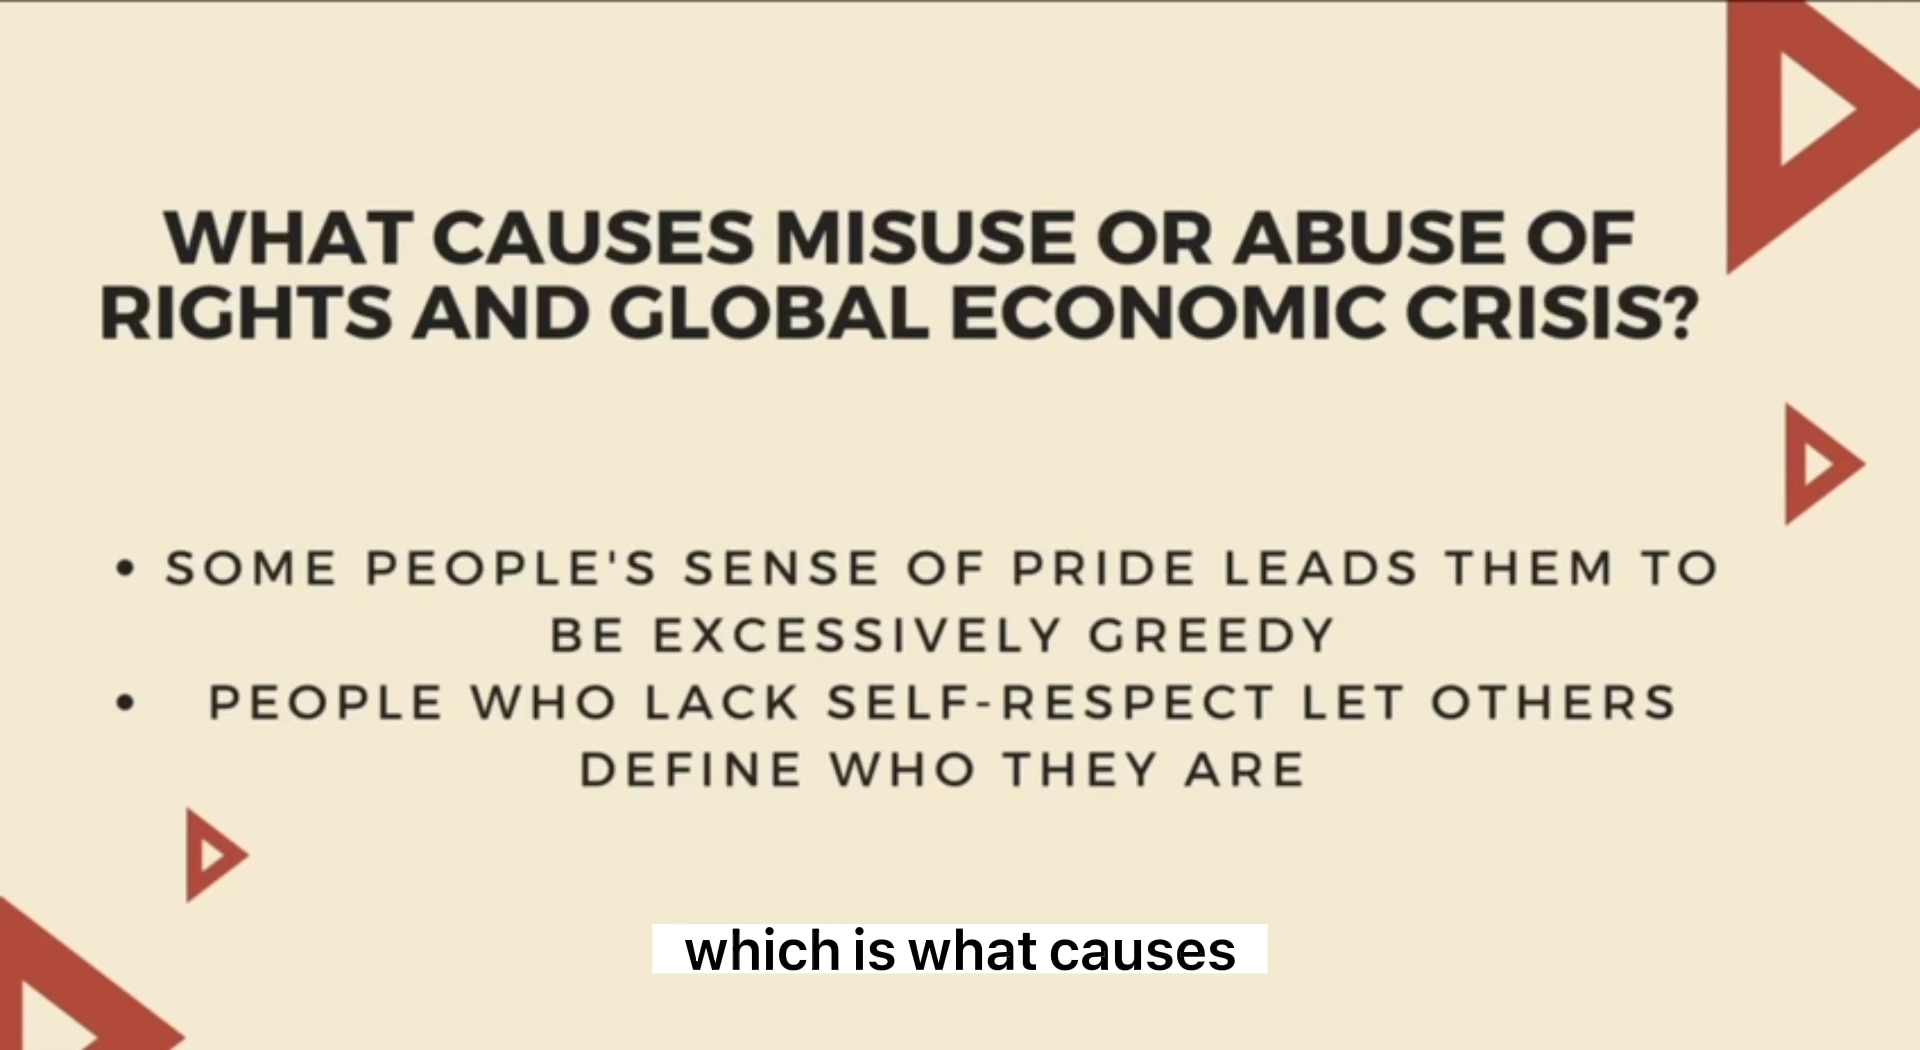 WHAT CAUSES MISUSE OR ABUSE OF
RIGHTS AND GLOBAL ECONOMIC CRISIS?
• SOME PEOPLE'S SENSE OF PRIDE LEADS THEM TO
BE EXCESSIVELY GREEDY
• PEOPLE WHO LACK SELF-RESPECT LET OTHERS
DEFINE WHO THEY ARE
which is what causes